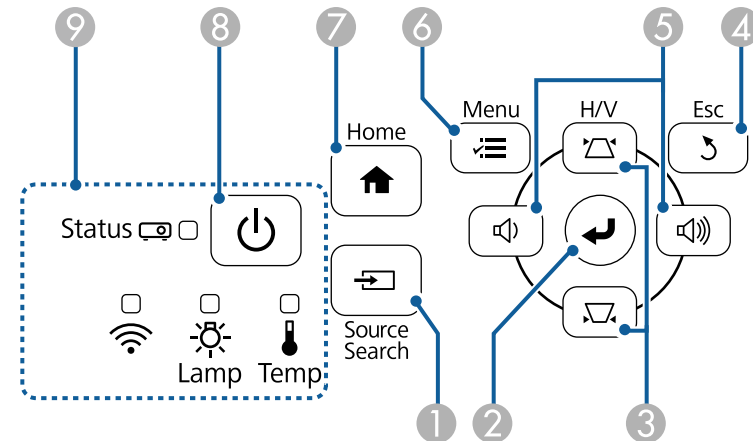 9 8 7 6 5 4
Menu H/V Esc
Home
Status
Source
Search
Lamp Temp
1 2 3